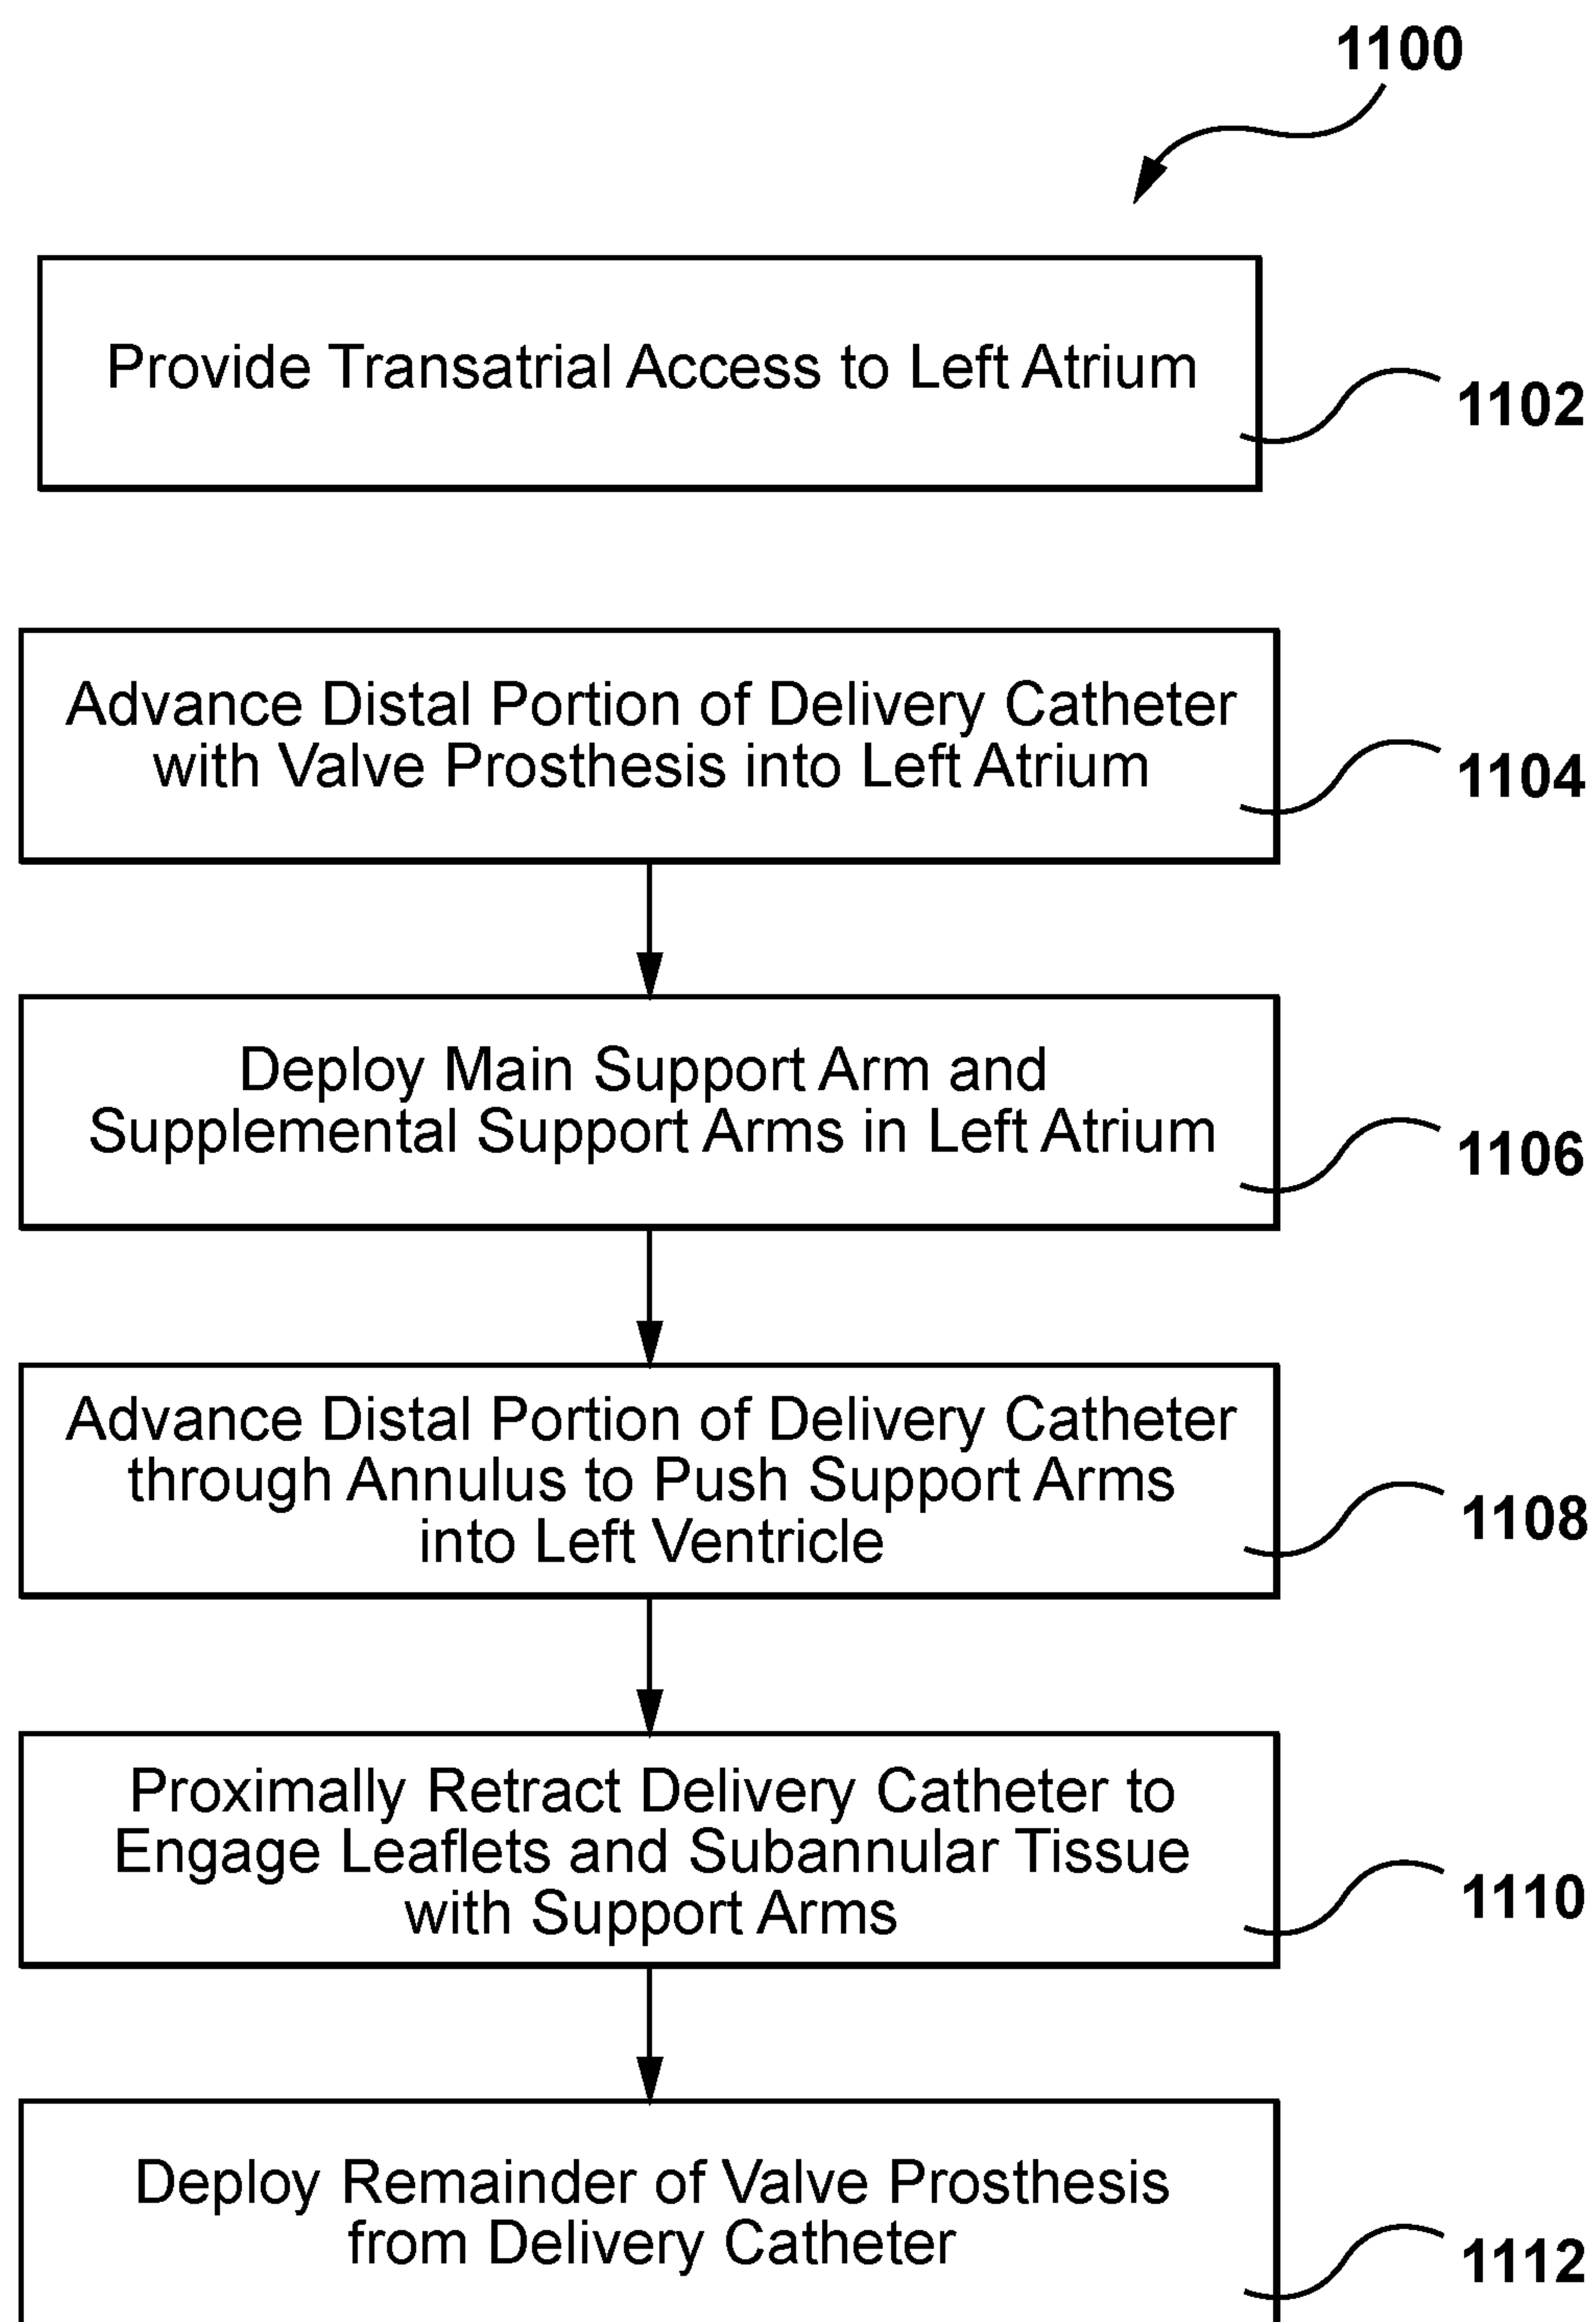 1100
Provide Transatrial Access to Left Atrium
1102
Advance Distal Portion of Delivery Catheter
with Valve Prosthesis into Left Atrium
1104
Deploy Main Support Arm and
Supplemental Support Arms in Left Atrium
1106
Advance Distal Portion of Delivery Catheter
through Annulus to Push Support Arms
into Left Ventricle
1108
Proximally Retract Delivery Catheter to
Engage Leaflets and Subannular Tissue
with Support Arms
1110
Deploy Remainder of Valve Prosthesis
from Delivery Catheter
1112